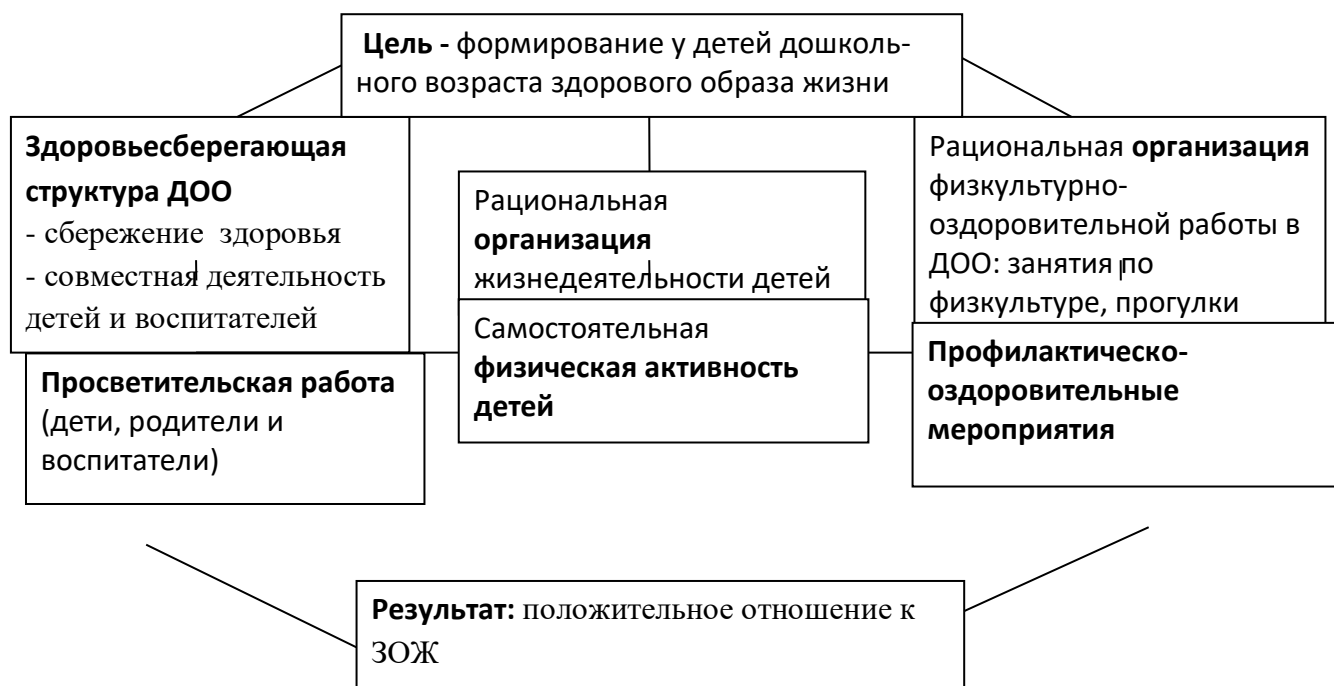 Цель - формирование у детей дошколь-
ного возраста здорового образа жизни
Здоровьесберегающая
структура ДОО
- сбережение здоровья
- совместная деятельность
детей и воспитателей
Рациональная
организация
жизнедеятельности детей
Рациональная организация
физкультурно-
оздоровительной работы в
ДОО: занятия по
физкультуре, прогулки
Просветительская работа
(дети, родители и
воспитатели)
Самостоятельная
физическая активность
детей
Профилактическо-
оздоровительные
мероприятия
Результат: положительное отношение к
ЗОЖ